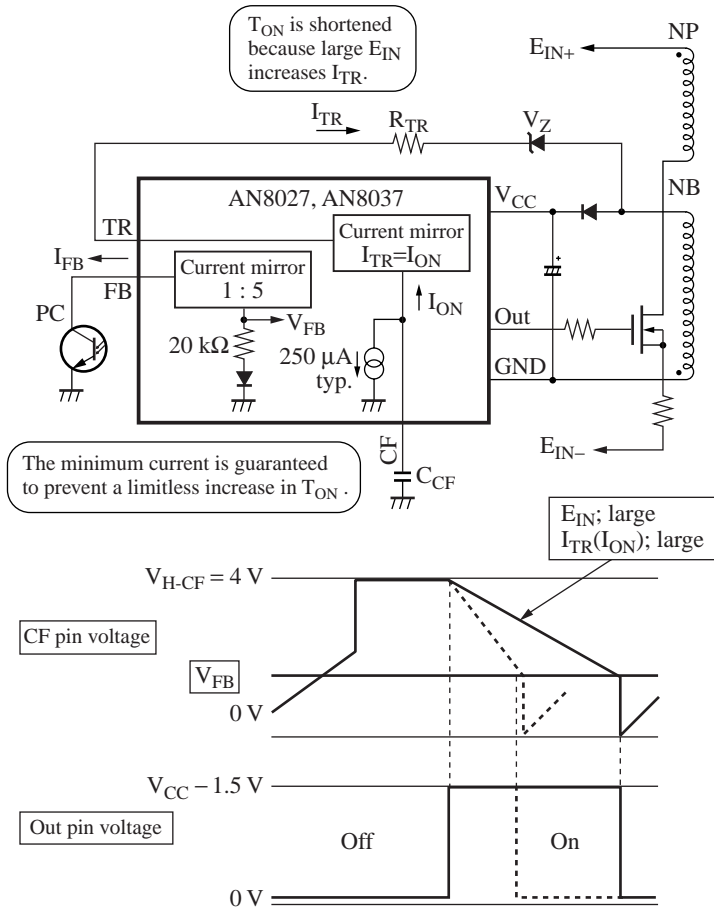 T_ON is shortened
because large E_IN
increases I_TR.
NP
E_IN+
I_TR
R_TR
V_Z
NB
AN8027, AN8037
V_CC
TR
Current mirror
I_TR=I_ON
I_FB
FB
Current mirror
1 : 5
I_ON
PC
V_FB
Out
20 kΩ
250 μA
typ.
GND
CF
E_IN−
C_CF
The minimum current is guaranteed
to prevent a limitless increase in T_ON .
E_IN; large
I_TR(I_ON); large
V_H-CF = 4 V
CF pin voltage
V_FB
0 V
V_CC − 1.5 V
Out pin voltage
Off
On
0 V